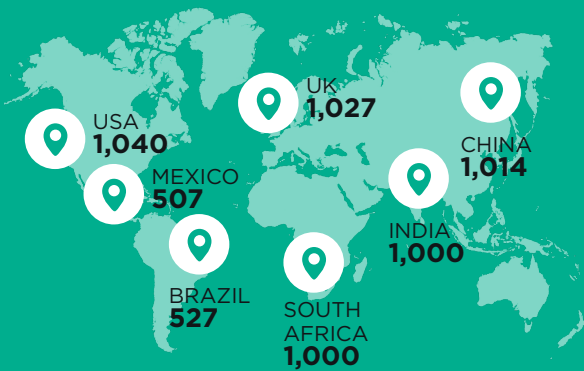 USA
1,040
MEXICO
507
BRAZIL
527
UK
1,027
SOUTH
AFRICA
1,000
INDIA
1,000
CHINA
1,014